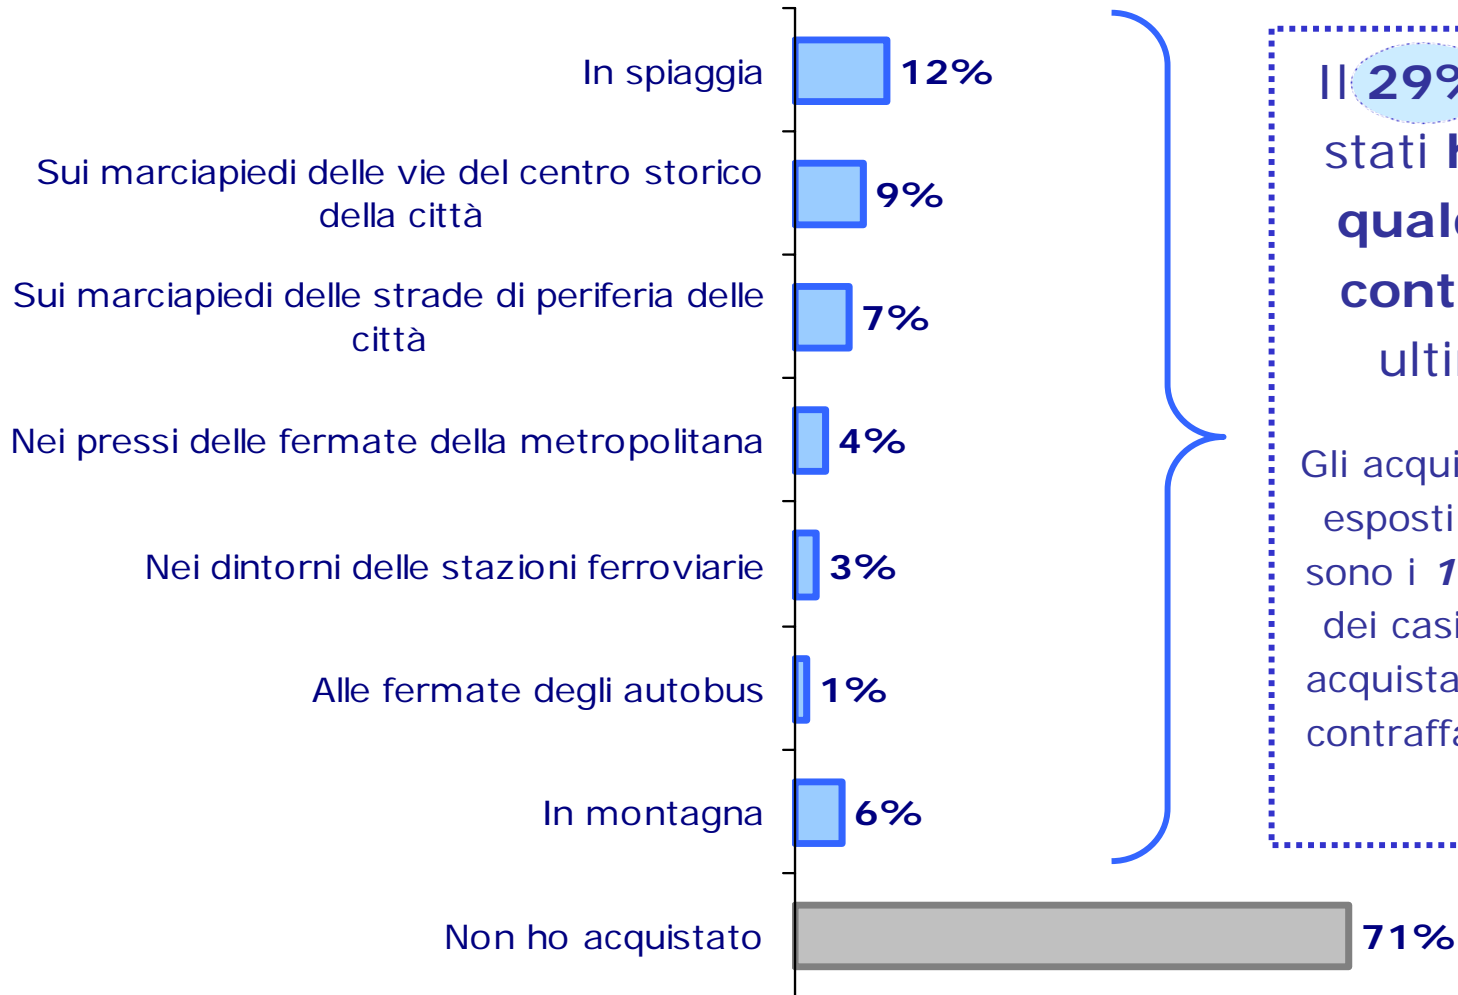 In spiaggia
12%
Sui marciapiedi delle vie del centro storico
della città
9%
Sui marciapiedi delle strade di periferia delle
città
7%
Nei pressi delle fermate della metropolitana
4%
Nei dintorni delle stazioni ferroviarie
3%
Alle fermate degli autobus
1%
In montagna
6%
Non ho acquistato
71%
Il 29%
stati
ultim
Gli acqui
esposti
sono i 1
dei casi
acquista
contraffa